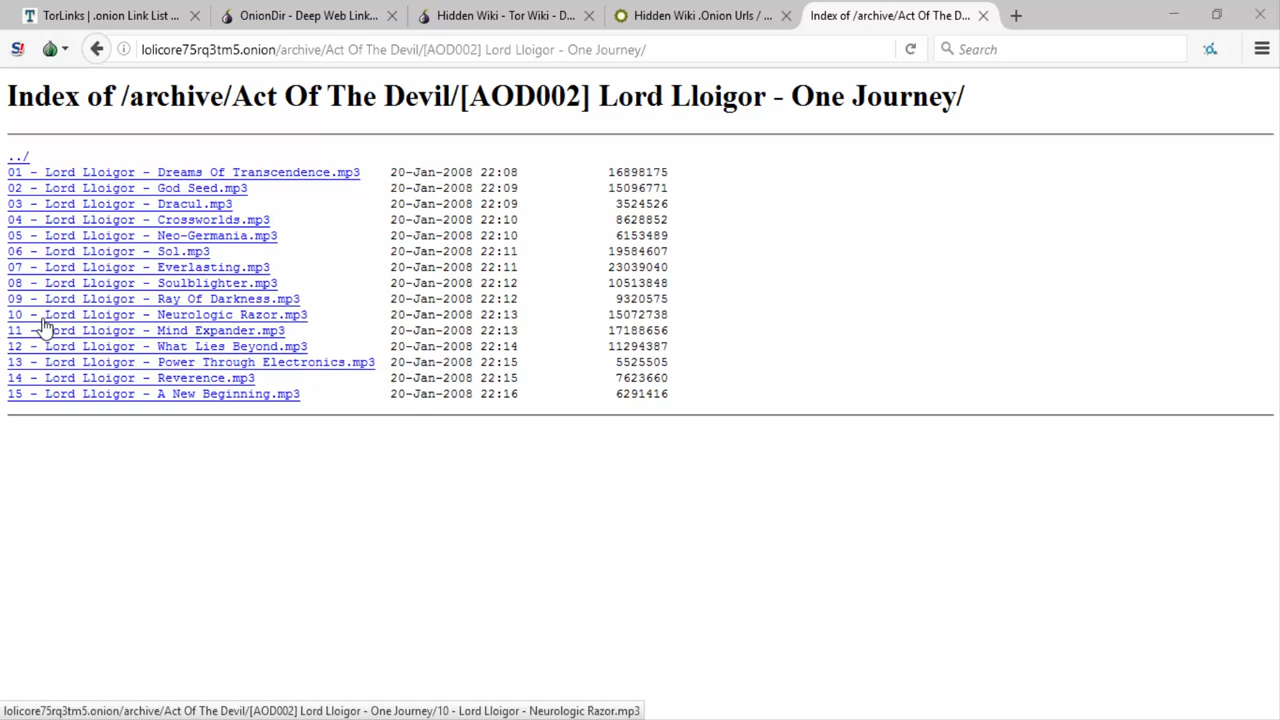 TorLinks | .onion Link List ...
OnionDir - Deep Web Link...
Hidden Wiki - Tor Wiki - D...
Hidden Wiki .Onion Urls / ...
Index of /archive/Act Of The D...
lolicore75rq3tm5.onion/archive/Act Of The Devil/[AOD002] Lord Lloigor - One Journey/
Search
Index of /archive/Act Of The Devil/[AOD002] Lord Lloigor - One Journey/
../
01 - Lord Lloigor - Dreams Of Transcendence.mp3 20-Jan-2008 22:08 16898175
02 - Lord Lloigor - God Seed.mp3 20-Jan-2008 22:09 15096771
03 - Lord Lloigor - Dracul.mp3 20-Jan-2008 22:09 3524526
04 - Lord Lloigor - Crossworlds.mp3 20-Jan-2008 22:10 8628852
05 - Lord Lloigor - Neo-Germania.mp3 20-Jan-2008 22:10 6153489
06 - Lord Lloigor - Sol.mp3 20-Jan-2008 22:11 19584607
07 - Lord Lloigor - Everlasting.mp3 20-Jan-2008 22:11 23039040
08 - Lord Lloigor - Soulblighter.mp3 20-Jan-2008 22:12 10513848
09 - Lord Lloigor - Ray Of Darkness.mp3 20-Jan-2008 22:12 9320575
10 - Lord Lloigor - Neurologic Razor.mp3 20-Jan-2008 22:13 15072738
11 - Lord Lloigor - Mind Expander.mp3 20-Jan-2008 22:13 17188656
12 - Lord Lloigor - What Lies Beyond.mp3 20-Jan-2008 22:14 11294387
13 - Lord Lloigor - Power Through Electronics.mp3 20-Jan-2008 22:15 5525505
14 - Lord Lloigor - Reverence.mp3 20-Jan-2008 22:15 7623660
15 - Lord Lloigor - A New Beginning.mp3 20-Jan-2008 22:16 6291416
lolicore75rq3tm5.onion/archive/Act Of The Devil/[AOD002] Lord Lloigor - One Journey/10 - Lord Lloigor - Neurologic Razor.mp3